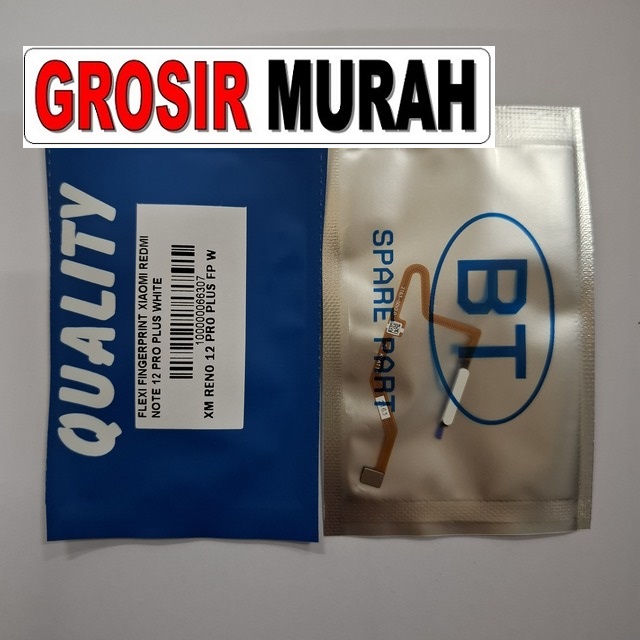 GROSIR MURAH
QUALITY
FLEXI FINGERPRINT XIAOMI REDMI
NOTE 12 PRO PLUS WHITE
100000066307
XM RENO 12 PRO PLUS FP W
BT
SPARE PART